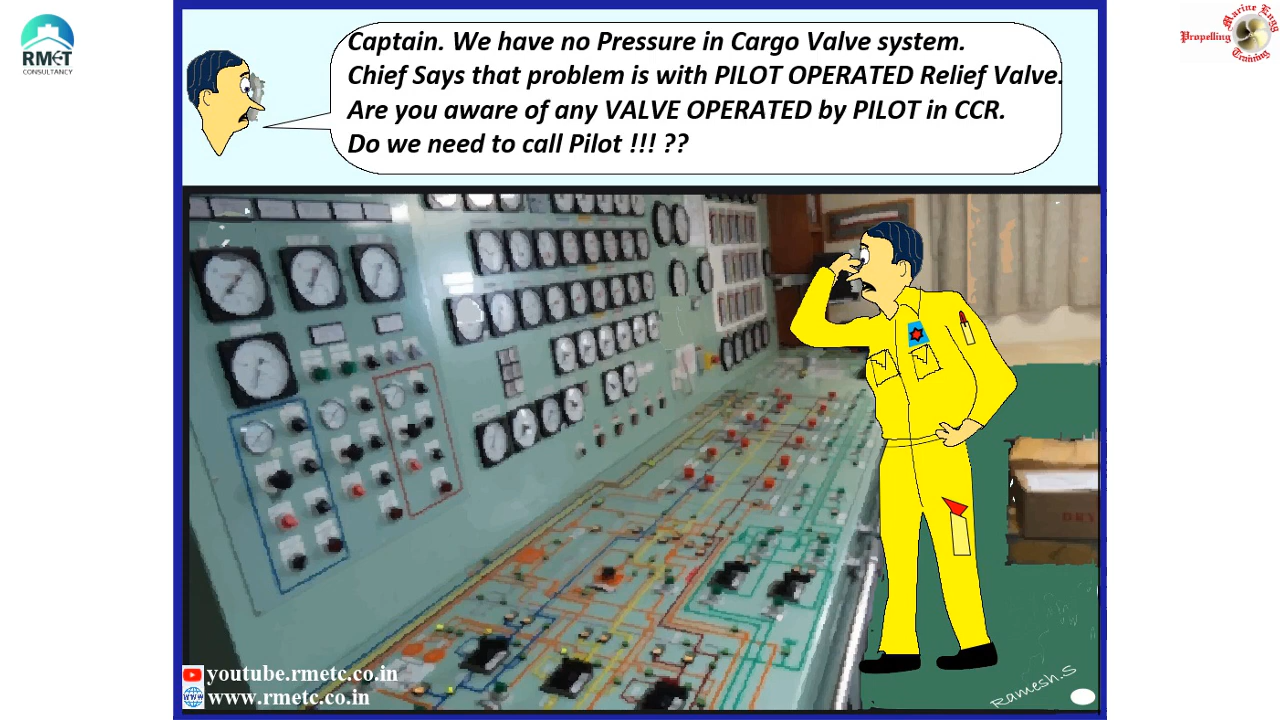 RMET
CONSULTANCY
Captain. We have no Pressure in Cargo Valve system.
Chief Says that problem is with PILOT OPERATED Relief Valve.
Are you aware of any VALVE OPERATED by PILOT in CCR.
Do we need to call Pilot !!! ??
Propelling Marine Engg Training
youtube.rmetc.co.in
www.rmetc.co.in
Ramesh.S